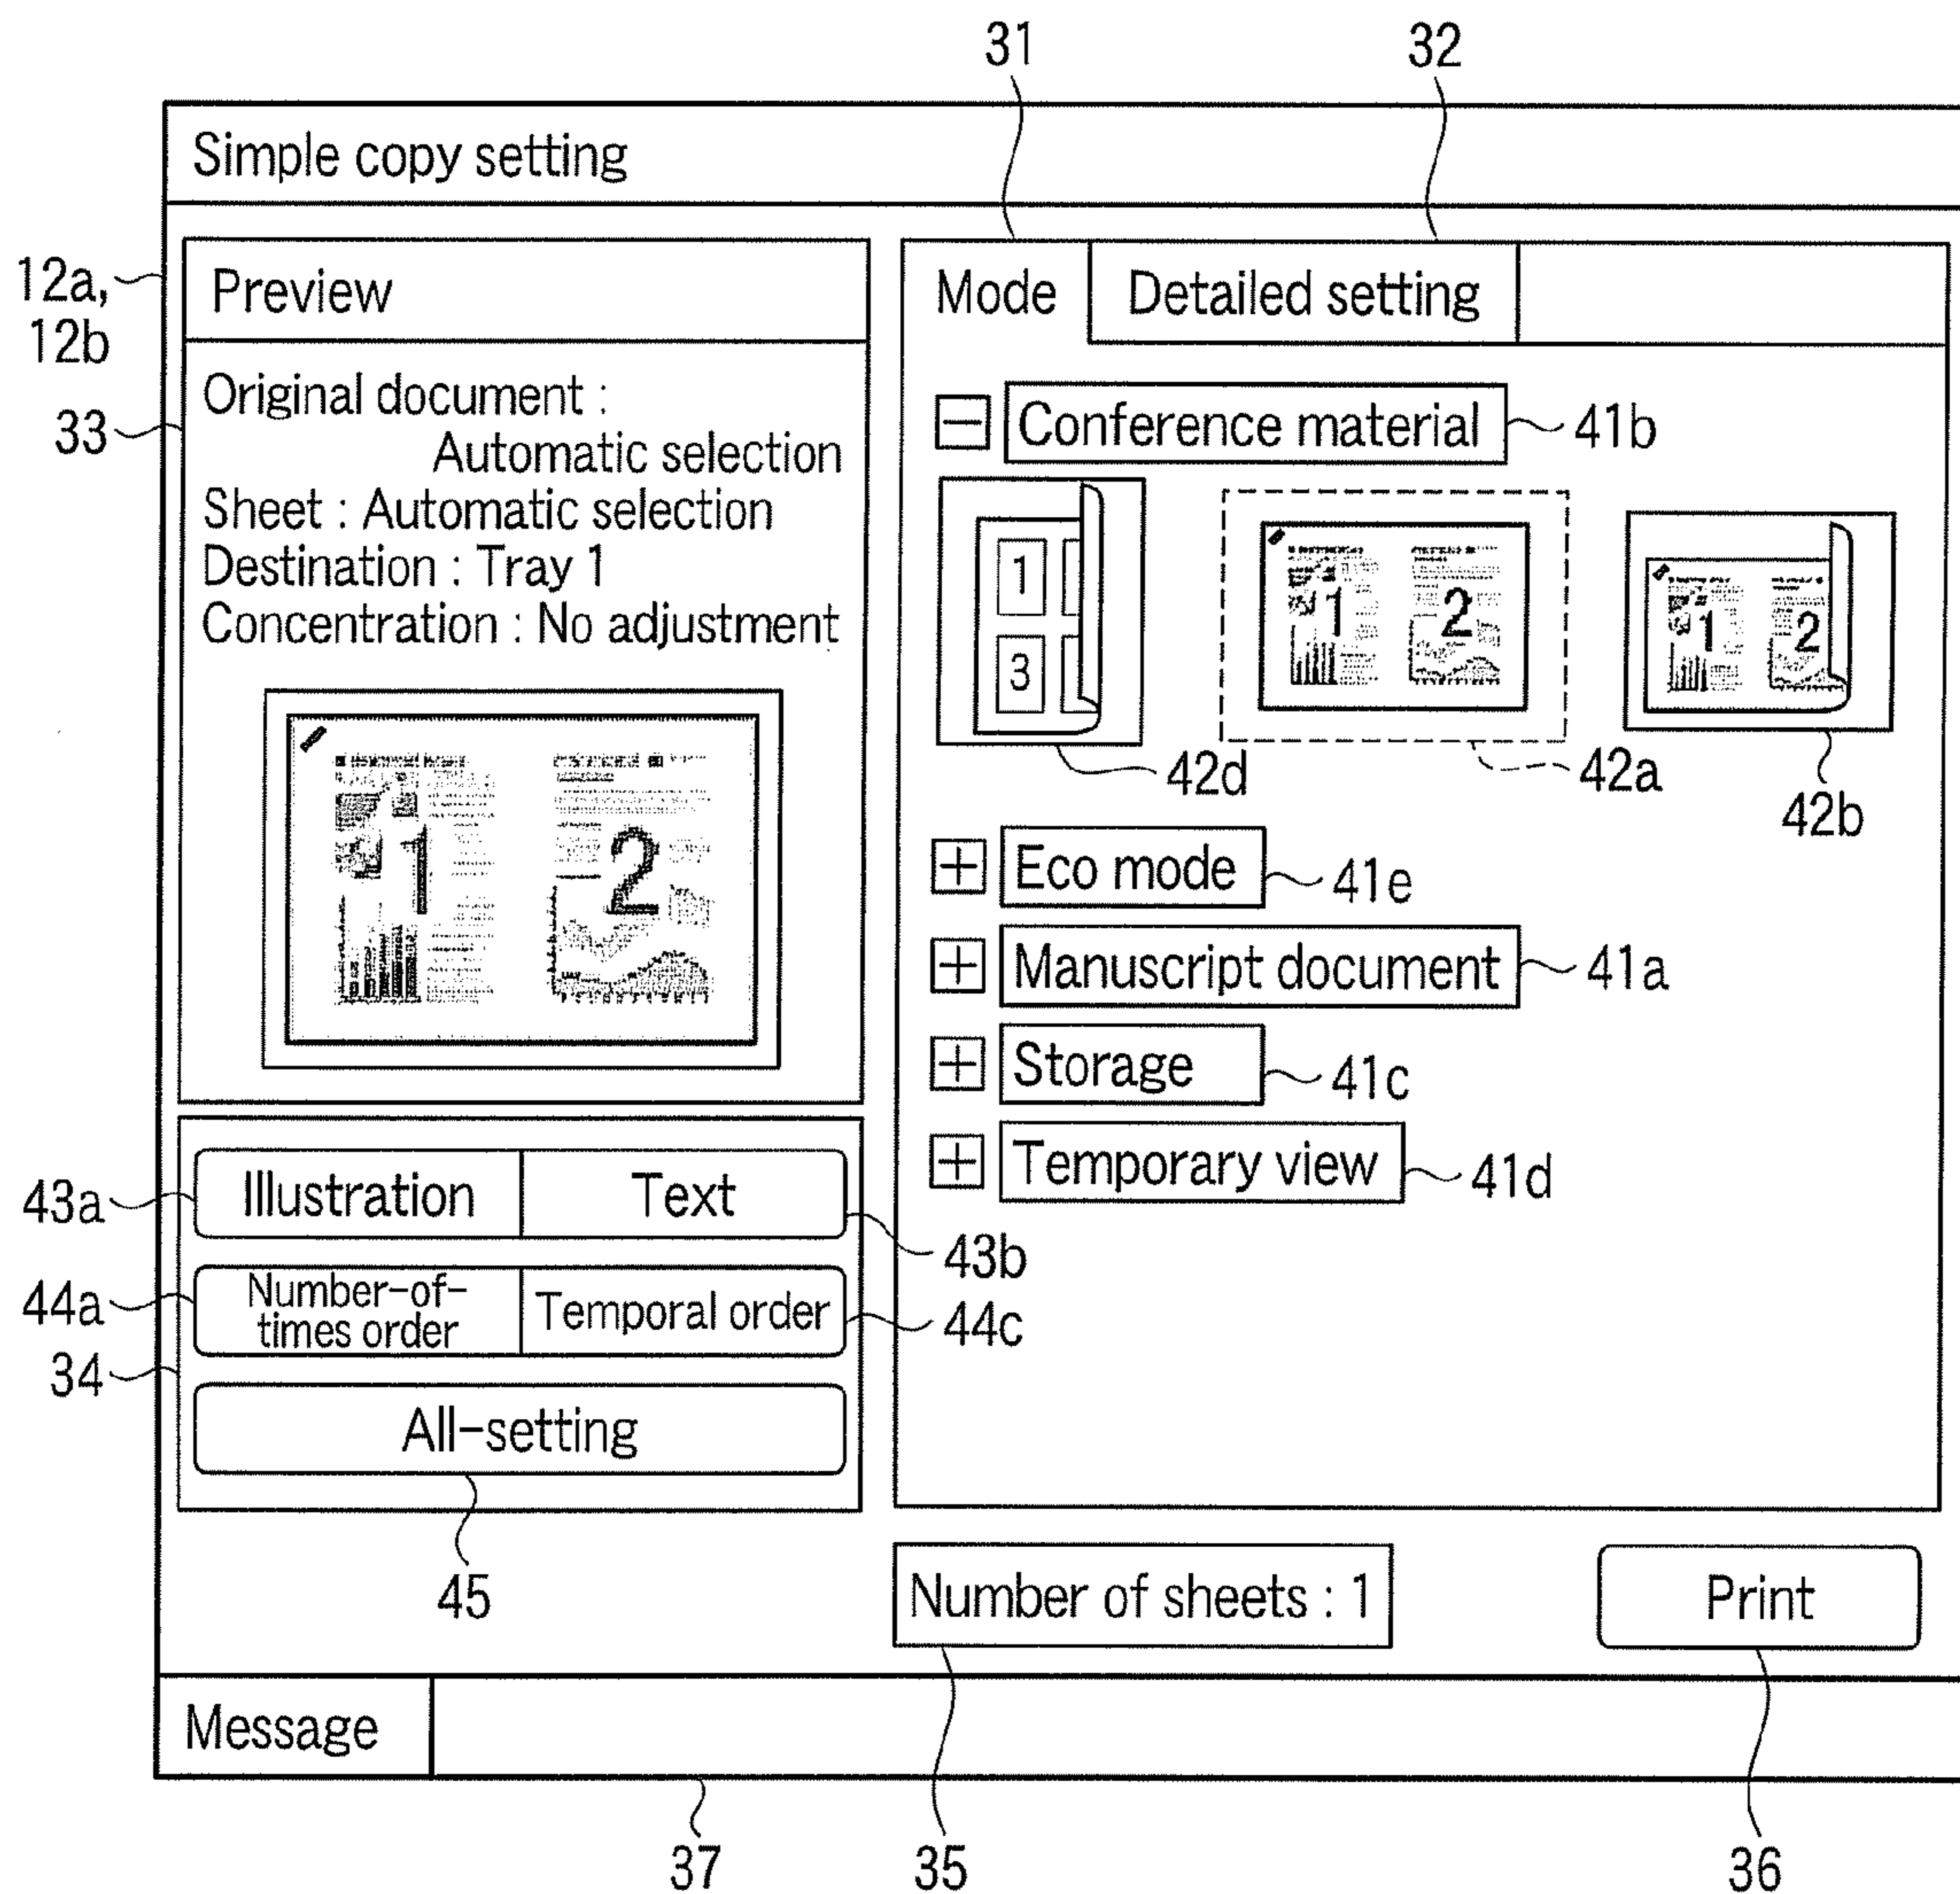 31
32
Simple copy setting
12a,
12b
Preview
Mode
Detailed setting
33
Original document :
Automatic selection
Sheet : Automatic selection
Destination : Tray 1
Concentration : No adjustment
1
2
Conference material
41b
1
3
1
2
1
2
42d
42a
42b
Eco mode
41e
Manuscript document
41a
Storage
41c
Temporary view
41d
43a
Illustration
Text
43b
44a
Number-of-
times order
Temporal order
44c
34
All-setting
45
Number of sheets : 1
Print
Message
37
35
36